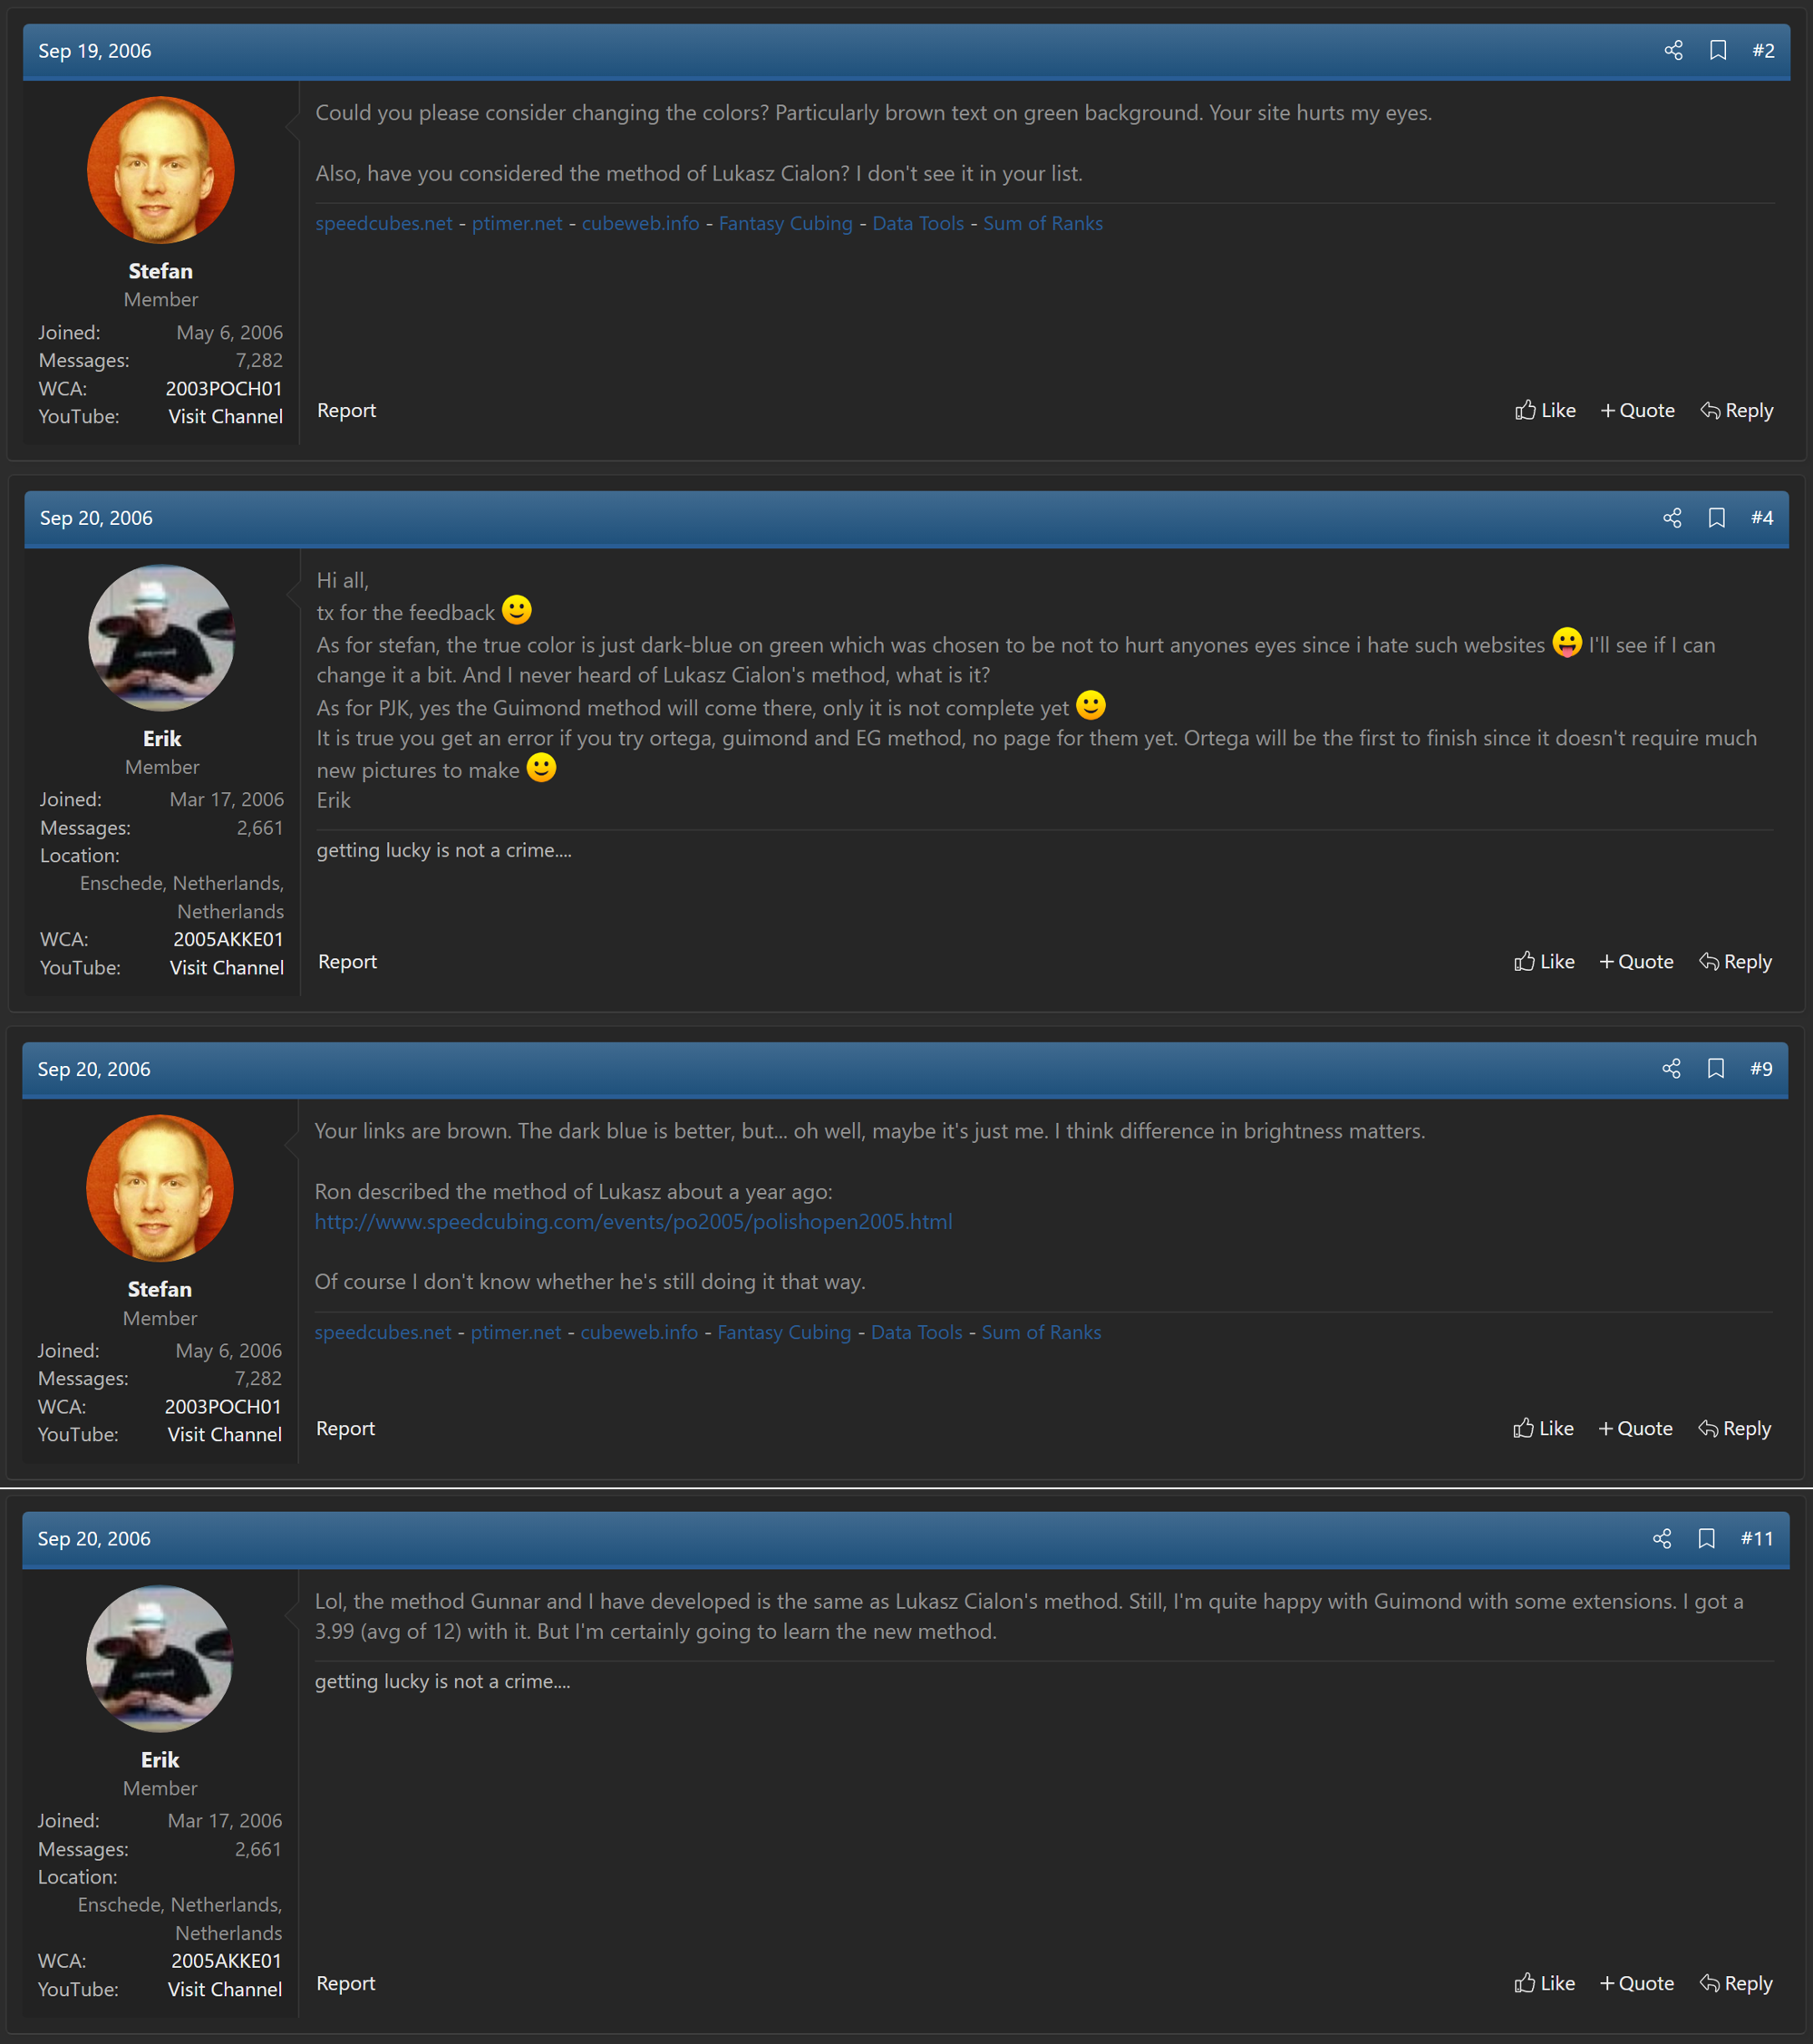 Sep 19, 2006 #2
Could you please consider changing the colors? Particularly brown text on green background. Your site hurts my eyes.
Also, have you considered the method of Lukasz Cialon? I don't see it in your list.
speedcubes.net - ptimer.net - cubeweb.info - Fantasy Cubing - Data Tools - Sum of Ranks
Stefan
Member
Joined: May 6, 2006
Messages: 7,282
WCA: 2003POCH01
YouTube: Visit Channel
Report Like + Quote Reply
Sep 20, 2006 #4
Hi all,
tx for the feedback 🙂
As for stefan, the true color is just dark-blue on green which was chosen to be not to hurt anyones eyes since i hate such websites 😛 I'll see if I can
change it a bit. And I never heard of Lukasz Cialon's method, what is it?
As for PJK, yes the Guimond method will come there, only it is not complete yet 🙂
It is true you get an error if you try ortega, guimond and EG method, no page for them yet. Ortega will be the first to finish since it doesn't require much
new pictures to make 🙂
Erik
getting lucky is not a crime....
Erik
Member
Joined: Mar 17, 2006
Messages: 2,661
Location:
Enschede, Netherlands,
Netherlands
WCA: 2005AKKE01
YouTube: Visit Channel
Report Like + Quote Reply
Sep 20, 2006 #9
Your links are brown. The dark blue is better, but... oh well, maybe it's just me. I think difference in brightness matters.
Ron described the method of Lukasz about a year ago:
http://www.speedcubing.com/events/po2005/polishopen2005.html
Of course I don't know whether he's still doing it that way.
speedcubes.net - ptimer.net - cubeweb.info - Fantasy Cubing - Data Tools - Sum of Ranks
Stefan
Member
Joined: May 6, 2006
Messages: 7,282
WCA: 2003POCH01
YouTube: Visit Channel
Report Like + Quote Reply
Sep 20, 2006 #11
Lol, the method Gunnar and I have developed is the same as Lukasz Cialon's method. Still, I'm quite happy with Guimond with some extensions. I got a
3.99 (avg of 12) with it. But I'm certainly going to learn the new method.
getting lucky is not a crime....
Erik
Member
Joined: Mar 17, 2006
Messages: 2,661
Location:
Enschede, Netherlands,
Netherlands
WCA: 2005AKKE01
YouTube: Visit Channel
Report Like + Quote Reply